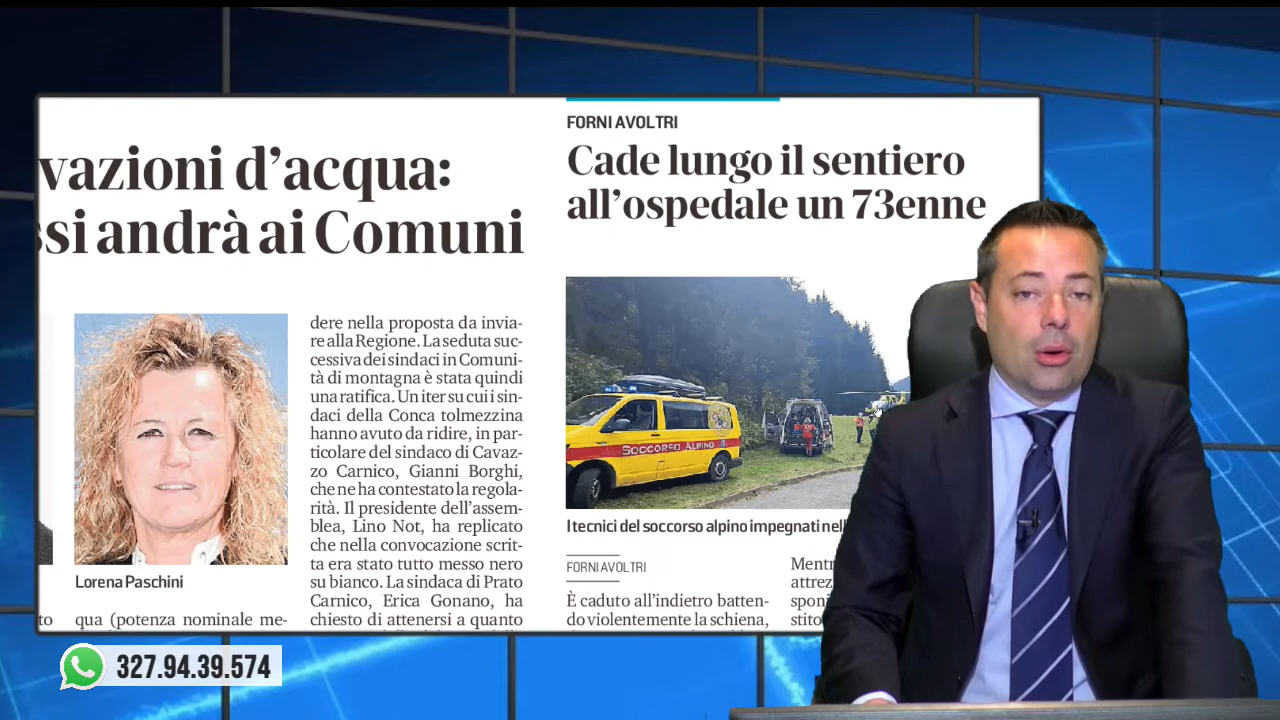 vazioni d'acqua:
si andrà ai Comuni
Lorena Paschini
qua (potenza nominale me-
dere nella proposta da invia-
re alla Regione. La seduta suc-
cessiva dei sindaci in Comuni-
tà di montagna è stata quindi
una ratifica. Un iter su cui i sin-
daci della Conca tolmezzina
hanno avuto da ridire, in par-
ticolare del sindaco di Cavaz-
zo Carnico, Gianni Borghi,
che ne ha contestato la regola-
rità. Il presidente dell'assem-
blea, Lino Not, ha replicato
che nella convocazione scrit-
ta era stato tutto messo nero
su bianco. La sindaca di Prato
Carnico, Erica Gonano, ha
chiesto di attenersi a quanto
FORNI AVOLTRI
Cade lungo il sentiero
all'ospedale un 73enne
SOCCORSO ALPINO
I tecnici del soccorso alpino impegnati nell
FORNI AVOLTRI
È caduto all'indietro batten-
do violentemente la schiena,
Mentr
attrez
spon
stito
327.94.39.574